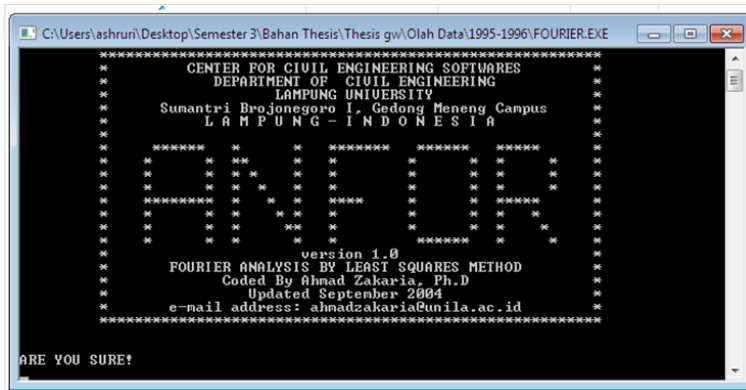 C:\Users\ashruri\Desktop\Semester 3\Bahan Thesis\Thesis gw\Olah Data\1995-1996\FOURIER.EXE
CENTER FOR CIVIL ENGINEERING SOFTWARES
DEPARTMENT OF CIVIL ENGINEERING
LAMPUNG UNIVERSITY
Sumantri Brojonegoro I, Gedong Meneng Campus
L A M P U N G - I N D O N E S I A
ANFOR
version 1.0
FOURIER ANALYSIS BY LEAST SQUARES METHOD
Coded By Ahmad Zakaria, Ph.D
Updated September 2004
e-mail address: ahmadzakaria@unila.ac.id
ARE YOU SURE!